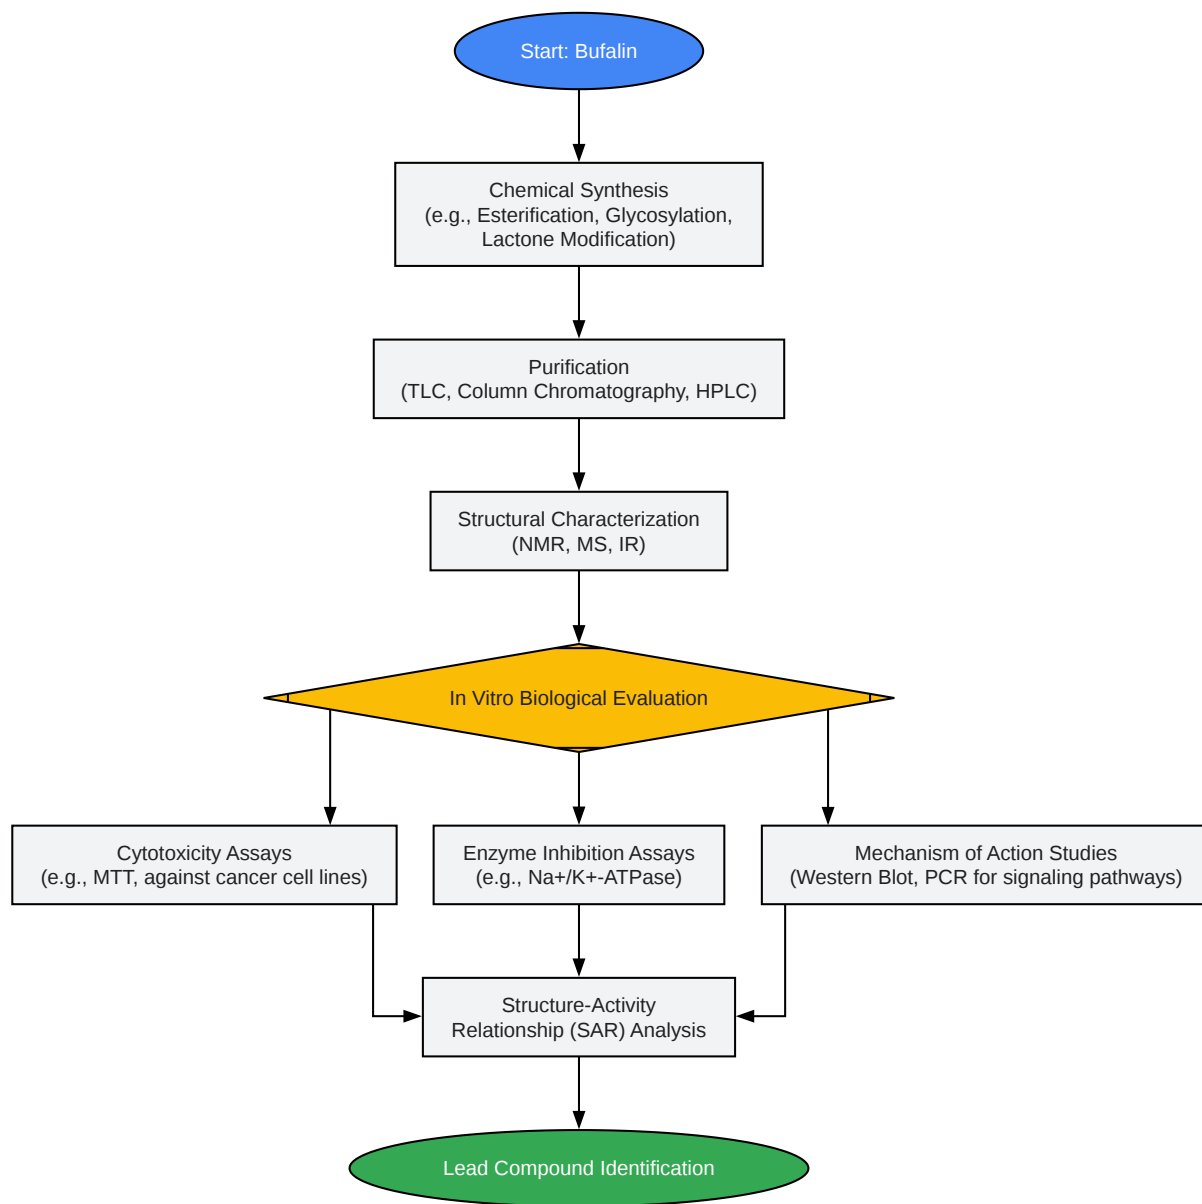 Start: Bufalin
Chemical Synthesis
(e.g., Esterification, Glycosylation,
Lactone Modification)
Purification
(TLC, Column Chromatography, HPLC)
Structural Characterization
(NMR, MS, IR)
In Vitro Biological Evaluation
Cytotoxicity Assays
(e.g., MTT, against cancer cell lines)
Enzyme Inhibition Assays
(e.g., Na+/K+-ATPase)
Mechanism of Action Studies
(Western Blot, PCR for signaling pathways)
Structure-Activity
Relationship (SAR) Analysis
Lead Compound Identification